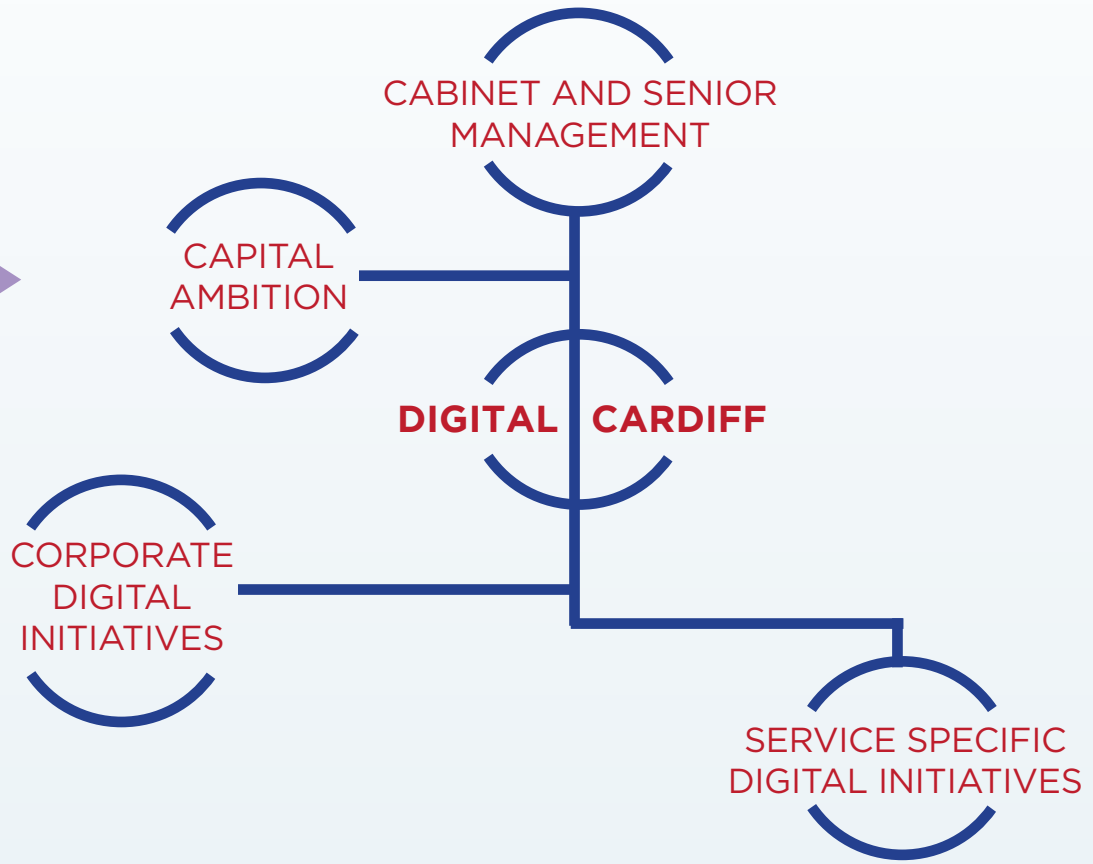 CABINET AND SENIOR
MANAGEMENT
CAPITAL
AMBITION
DIGITAL CARDIFF
CORPORATE
DIGITAL
INITIATIVES
SERVICE SPECIFIC
DIGITAL INITIATIVES